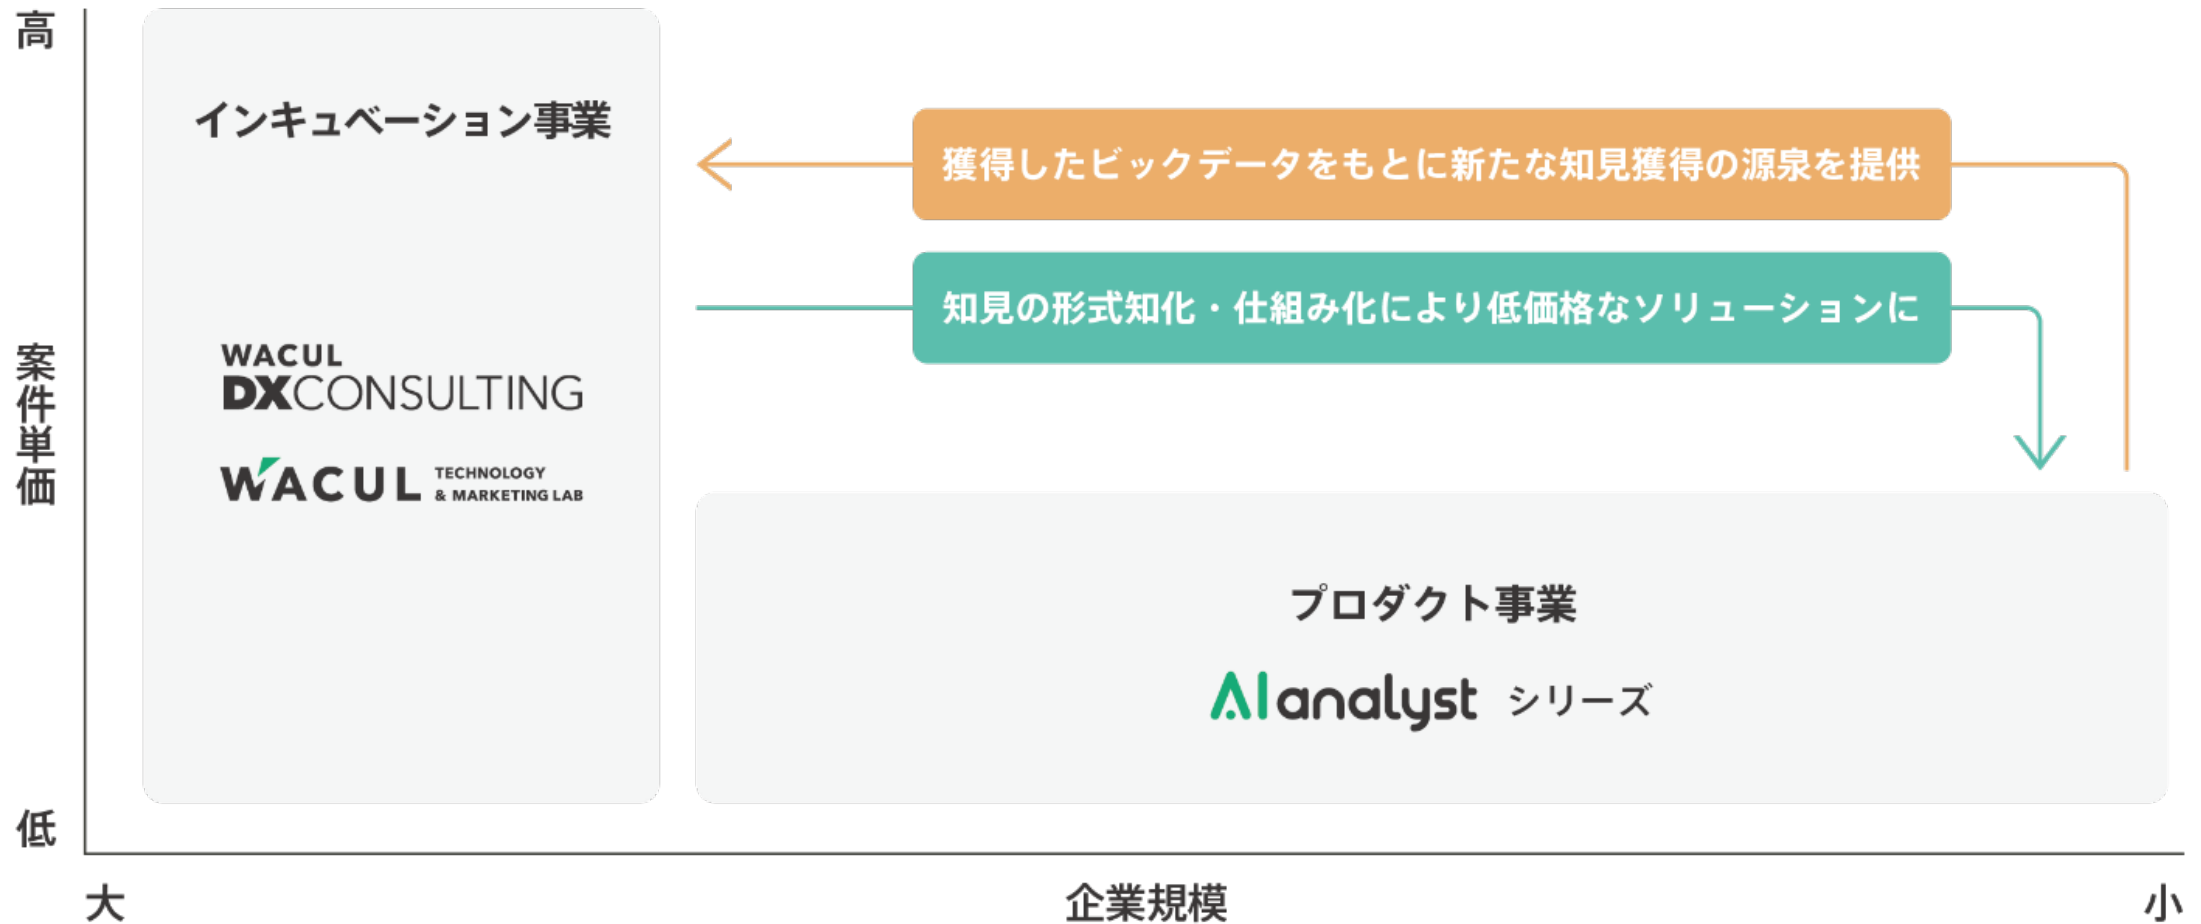 高
インキュベーション事業
獲得したビックデータをもとに新たな知見獲得の源泉を提供
知見の形式知化・仕組み化により低価格なソリューションに
案件単価
WACUL
DXCONSULTING
WACUL TECHNOLOGY
& MARKETING LAB
プロダクト事業
AI analyst シリーズ
低
大 企業規模 小